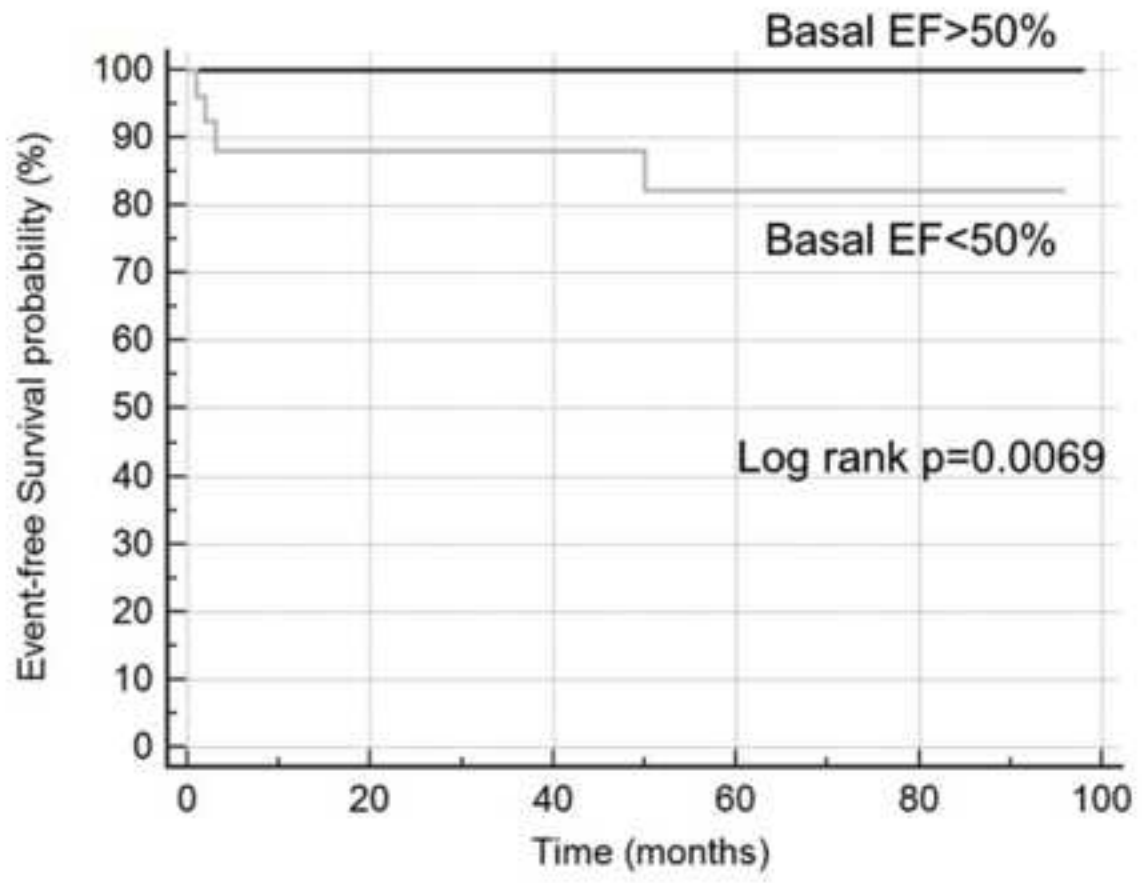 Basal EF>50%
100
90
80
Basal EF<50%
70
60
50
Log rank p=0.0069
40
30
20
10
0
0 20 40 60 80 100
Time (months)
Event-free Survival probability (%)